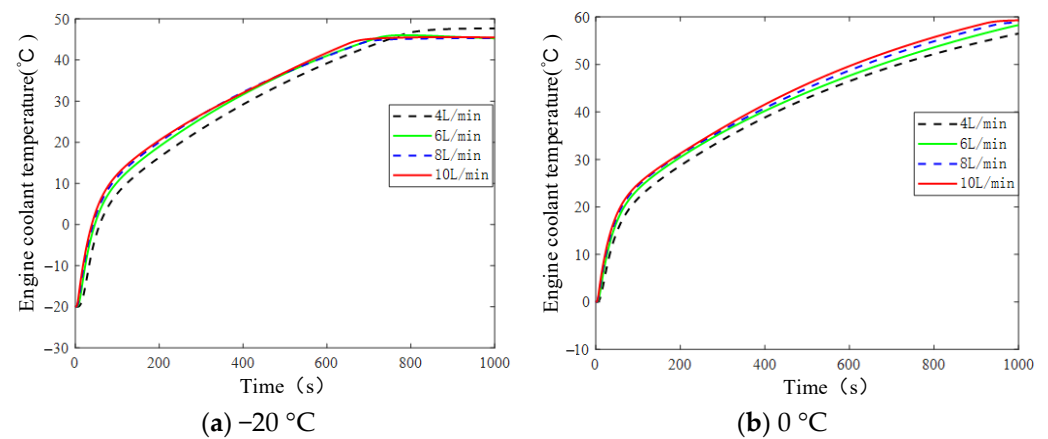 Engine coolant temperature(℃)
50
40
30
20
10
0
−10
−20
−30
4L/min
6L/min
8L/min
10L/min
0
200
400
600
800
1000
Time（s）
(a) −20 °C
Engine coolant temperature(℃)
60
50
40
30
20
10
0
−10
4L/min
6L/min
8L/min
10L/min
0
200
400
600
800
1000
Time（s）
(b) 0 °C